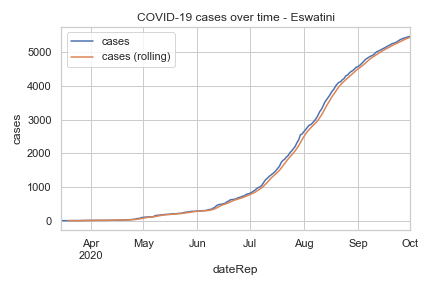 COVID-19 cases over time - Eswatini
cases
cases (rolling)
5000
4000
3000
2000
1000
0
cases
Apr May Jun Jul Aug Sep Oct
2020
dateRep